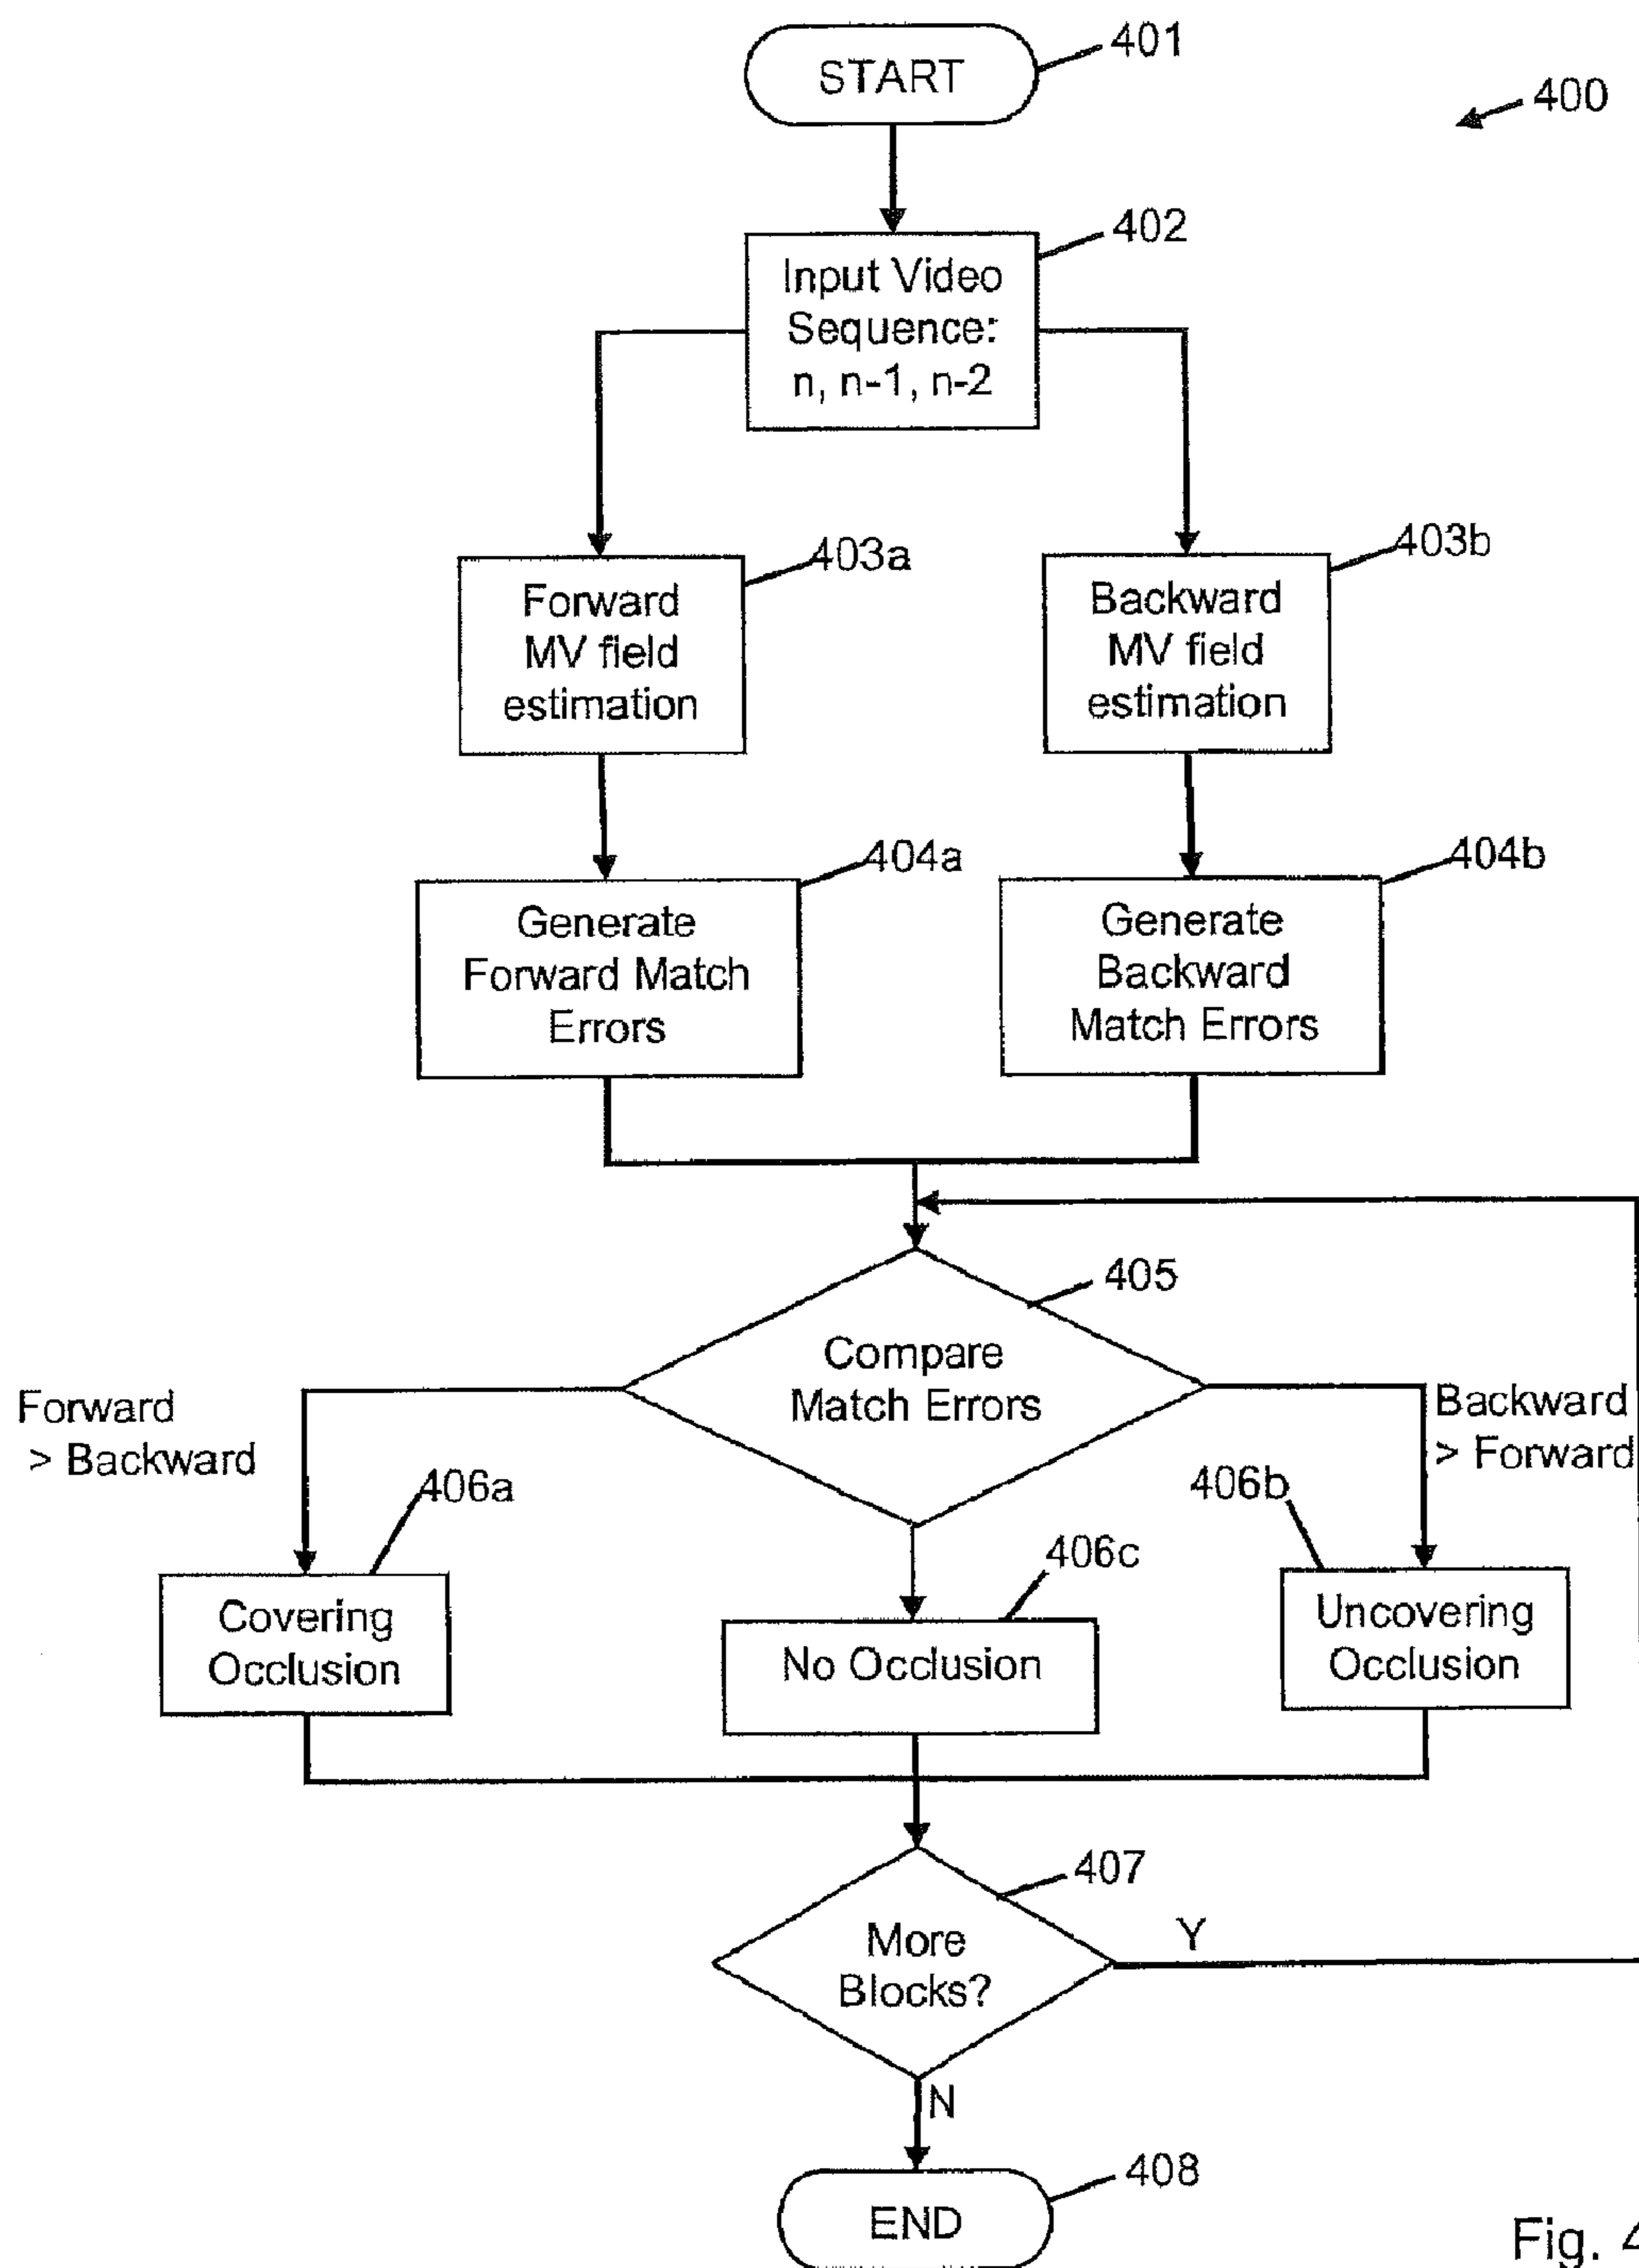 START
401
400
402
Input Video
Sequence:
n, n-1, n-2
403a
403b
Forward
MV field
estimation
Backward
MV field
estimation
404a
404b
Generate
Forward Match
Errors
Generate
Backward
Match Errors
405
Compare
Match Errors
Forward
> Backward
Backward
> Forward
406a
406b
406c
Covering
Occlusion
No Occlusion
Uncovering
Occlusion
407
More
Blocks?
Y
N
408
END
Fig. 4